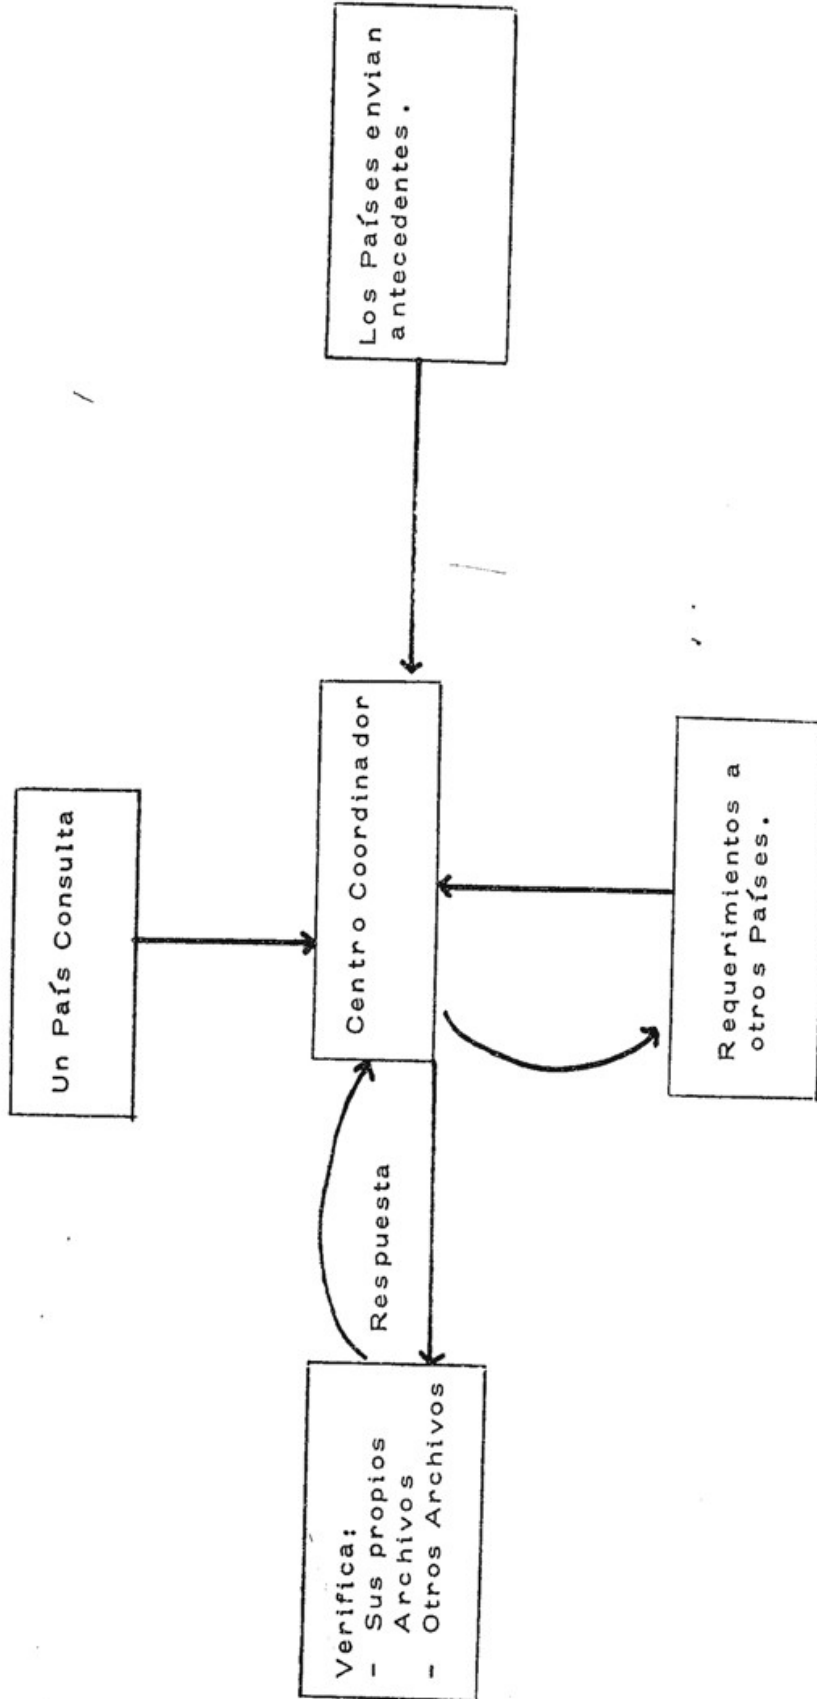 Un País Consulta
Verifica:
- Sus propios
Archivos
- Otros Archivos
Respuesta
Centro Coordinador
Los Países envian
antecedentes.
Requerimientos a
otros Países.